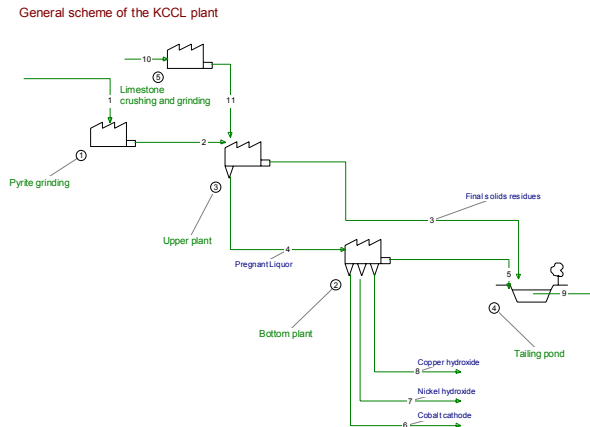 General scheme of the KCCL plant
10
5
Limestone
crushing and grinding
1
11
2
1
Pyrite grinding
3
Upper plant
Final solids residues
3
4
Pregnant Liquor
2
Bottom plant
5
9
4
Tailing pond
Copper hydroxide
8
Nickel hydroxide
7
Cobalt cathode
6